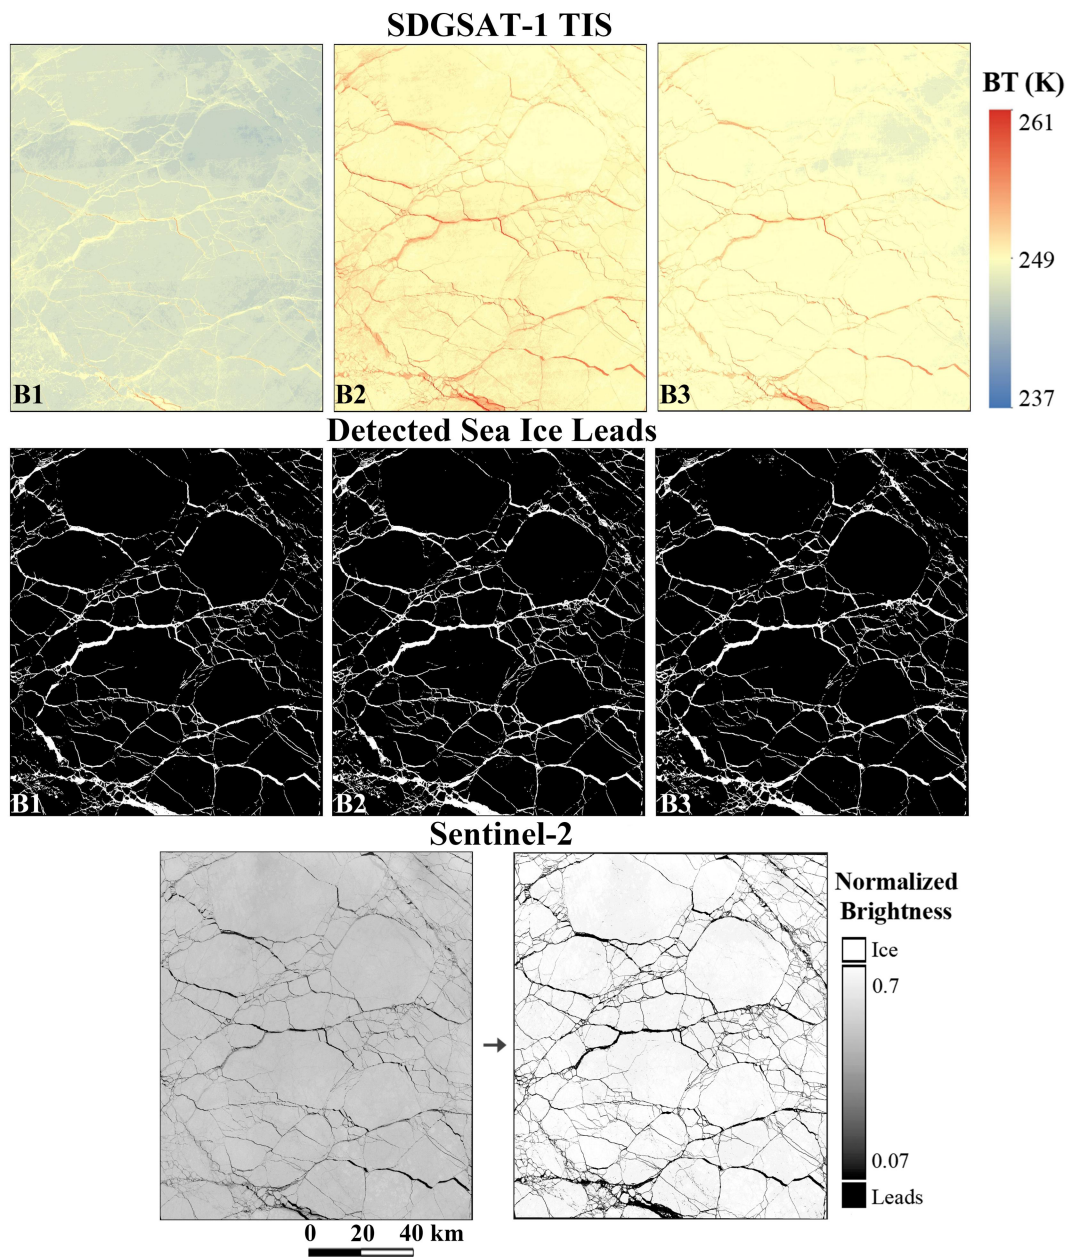 SDGSAT-1 TIS
BT (K)
261
249
237
B1
B2
B3
Detected Sea Ice Leads
B1
B2
B3
Sentinel-2
Normalized
Brightness
Ice
0.7
0.07
Leads
0 20 40 km